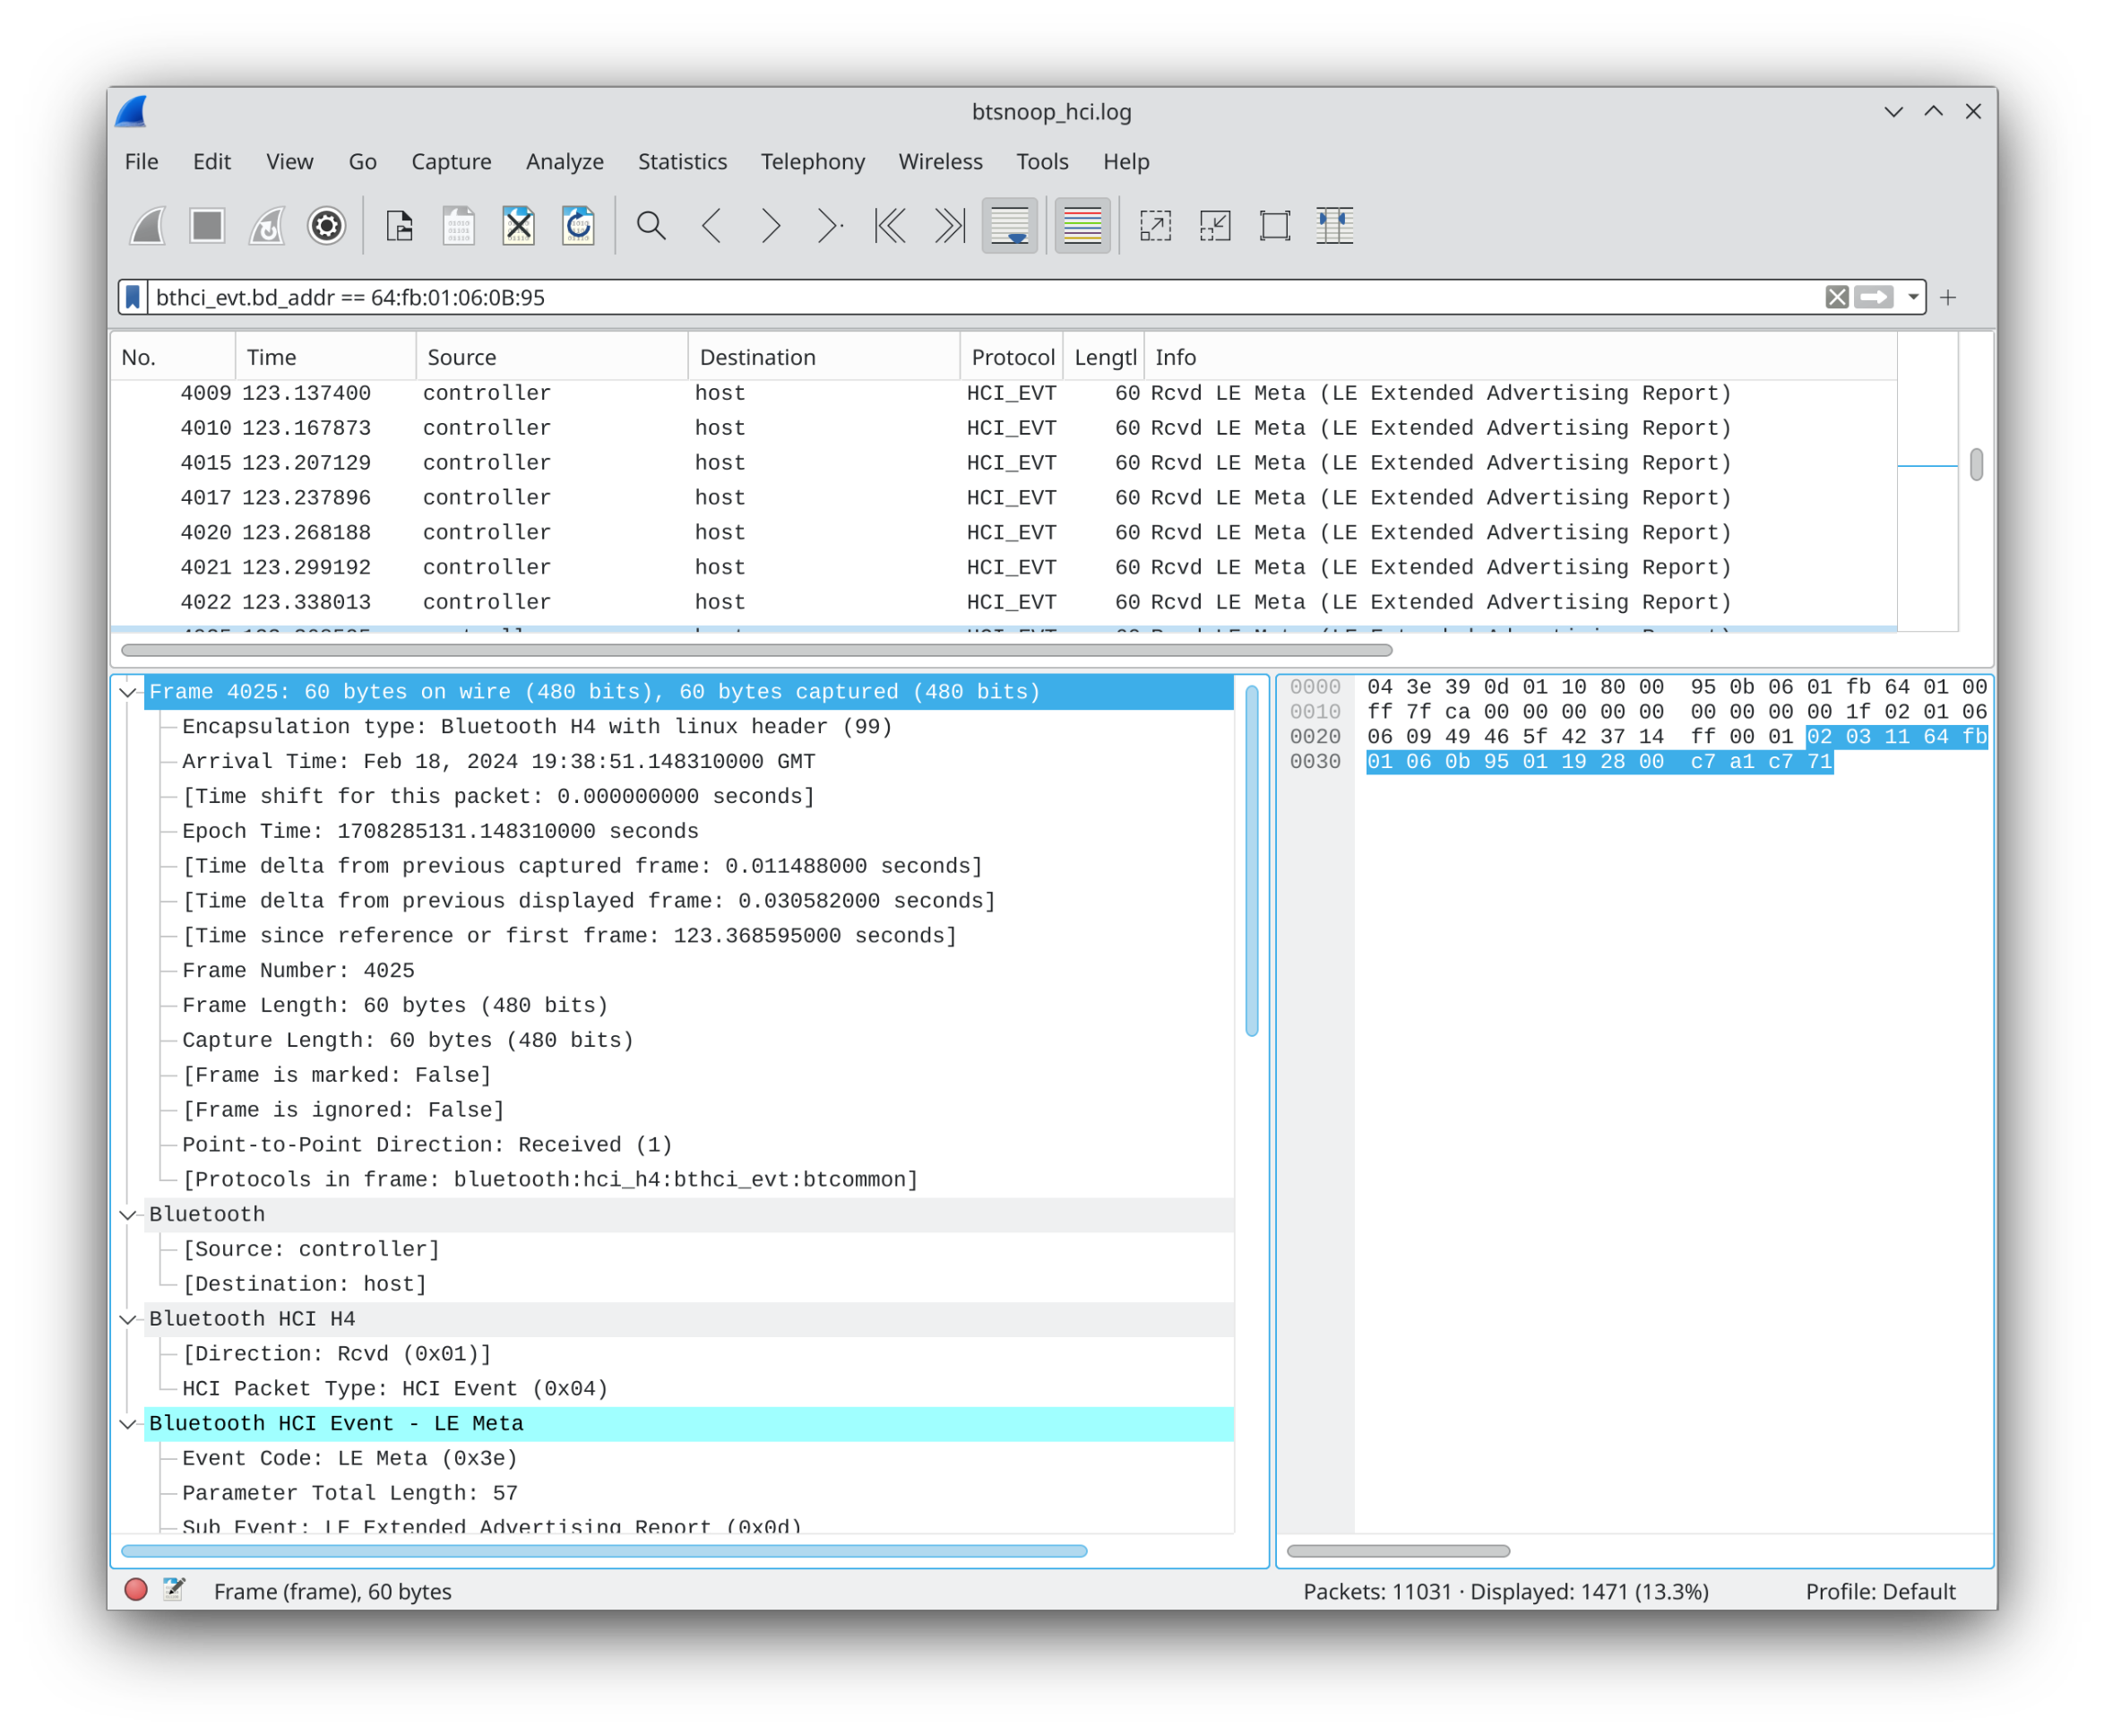 btsnoop_hci.log
File Edit View Go Capture Analyze Statistics Telephony Wireless Tools Help
bthci_evt.bd_addr == 64:fb:01:06:0B:95
No. Time Source Destination Protocol Lengtl Info
4009 123.137400 controller host HCI_EVT 60 Rcvd LE Meta (LE Extended Advertising Report)
4010 123.167873 controller host HCI_EVT 60 Rcvd LE Meta (LE Extended Advertising Report)
4015 123.207129 controller host HCI_EVT 60 Rcvd LE Meta (LE Extended Advertising Report)
4017 123.237896 controller host HCI_EVT 60 Rcvd LE Meta (LE Extended Advertising Report)
4020 123.268188 controller host HCI_EVT 60 Rcvd LE Meta (LE Extended Advertising Report)
4021 123.299192 controller host HCI_EVT 60 Rcvd LE Meta (LE Extended Advertising Report)
4022 123.338013 controller host HCI_EVT 60 Rcvd LE Meta (LE Extended Advertising Report)
Frame 4025: 60 bytes on wire (480 bits), 60 bytes captured (480 bits)
Encapsulation type: Bluetooth H4 with linux header (99)
Arrival Time: Feb 18, 2024 19:38:51.148310000 GMT
[Time shift for this packet: 0.000000000 seconds]
Epoch Time: 1708285131.148310000 seconds
[Time delta from previous captured frame: 0.011488000 seconds]
[Time delta from previous displayed frame: 0.030582000 seconds]
[Time since reference or first frame: 123.368595000 seconds]
Frame Number: 4025
Frame Length: 60 bytes (480 bits)
Capture Length: 60 bytes (480 bits)
[Frame is marked: False]
[Frame is ignored: False]
Point-to-Point Direction: Received (1)
[Protocols in frame: bluetooth:hci_h4:bthci_evt:btcommon]
Bluetooth
[Source: controller]
[Destination: host]
Bluetooth HCI H4
[Direction: Rcvd (0x01)]
HCI Packet Type: HCI Event (0x04)
Bluetooth HCI Event - LE Meta
Event Code: LE Meta (0x3e)
Parameter Total Length: 57
Sub Event: LE Extended Advertising Report (0x0d)
0000 04 3e 39 0d 01 10 80 00 95 0b 06 01 fb 64 01 00
0010 ff 7f ca 00 00 00 00 00 00 00 00 00 1f 02 01 06
0020 06 09 49 46 5f 42 37 14 ff 00 01 02 03 11 64 fb
0030 01 06 0b 95 01 19 28 00 c7 a1 c7 71
Frame (frame), 60 bytes
Packets: 11031 · Displayed: 1471 (13.3%)
Profile: Default